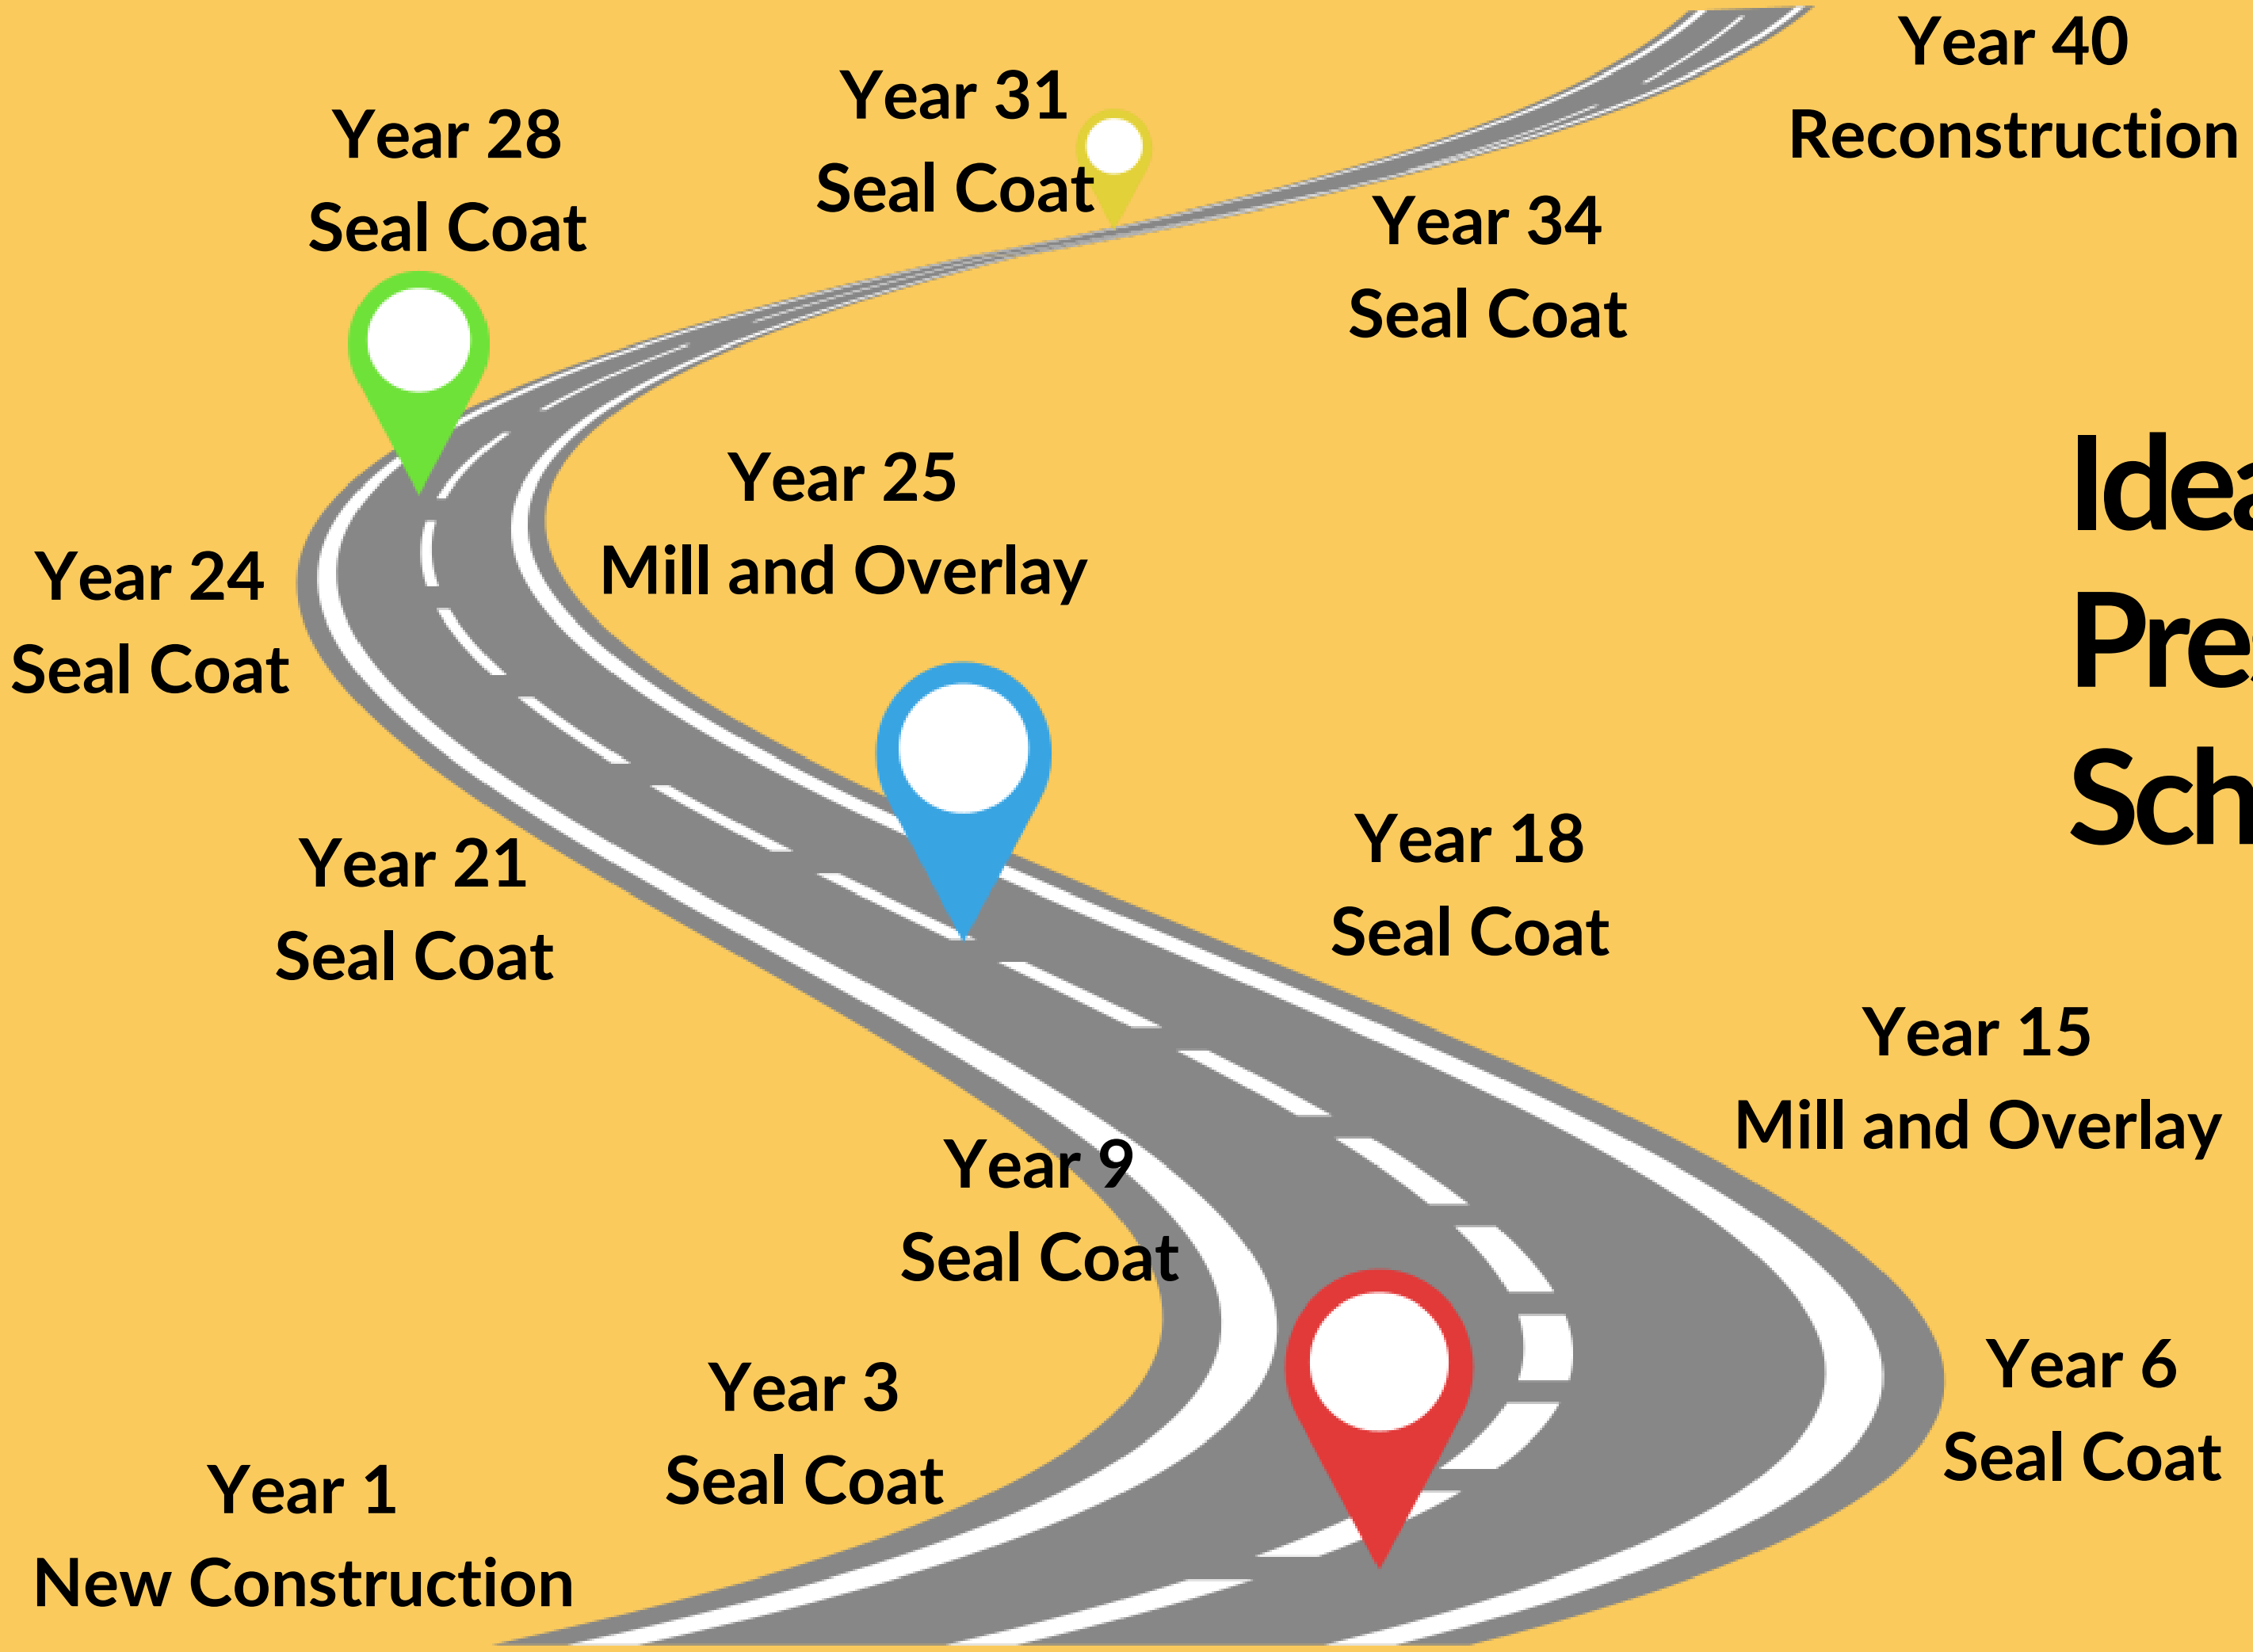 Year 40
Reconstruction
Year 31
Seal Coat
Year 28
Seal Coat
Year 34
Seal Coat
Year 25
Mill and Overlay
Year 24
Seal Coat
Year 21
Seal Coat
Year 18
Seal Coat
Year 15
Mill and Overlay
Year 9
Seal Coat
Year 6
Seal Coat
Year 3
Seal Coat
Year 1
New Construction